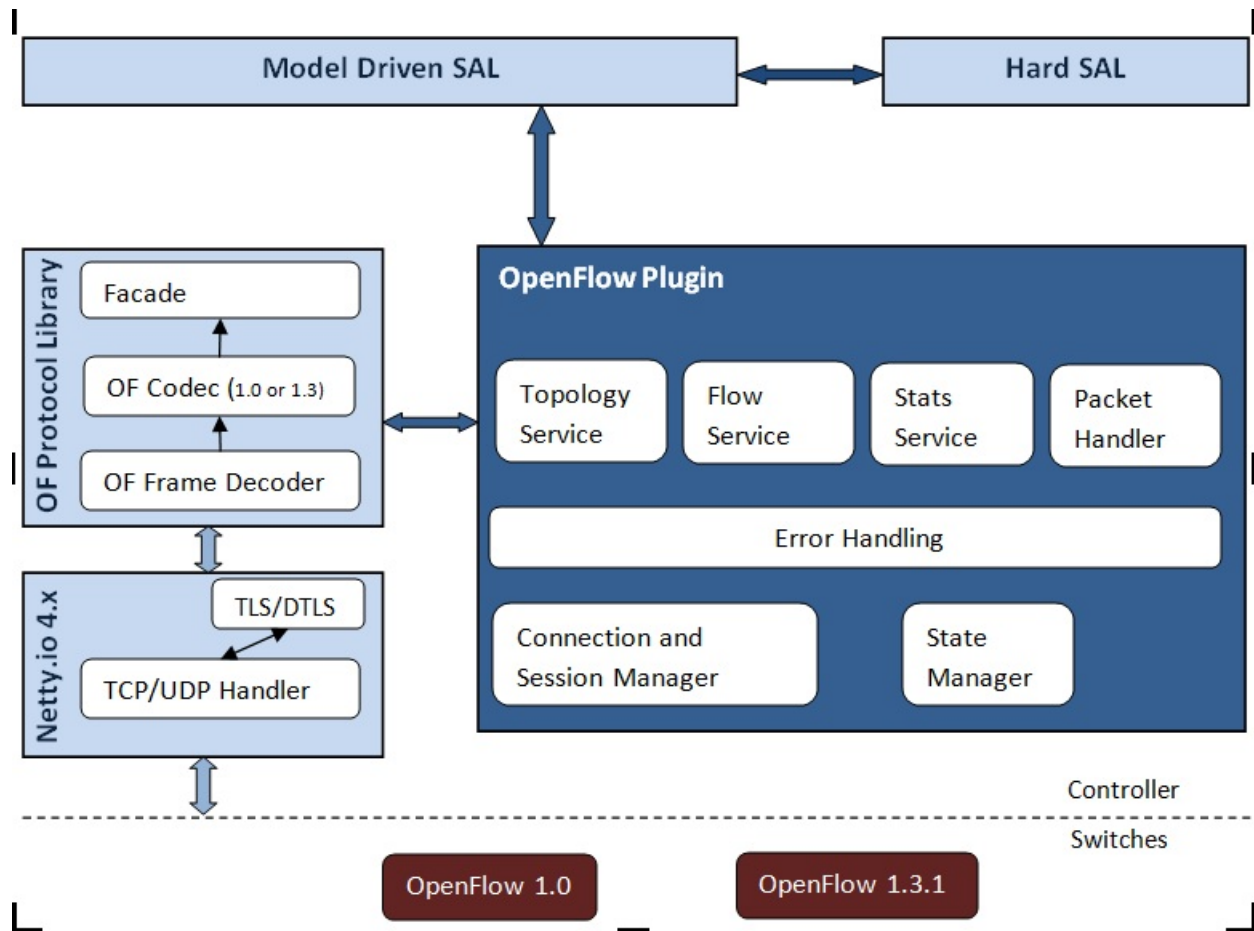 Model Driven SAL
Hard SAL
OF Protocol Library
Facade
OF Codec (1.0 or 1.3)
OF Frame Decoder
Netty.io 4.x
TLS/DTLS
TCP/UDP Handler
OpenFlow Plugin
Topology
Service
Flow
Service
Stats
Service
Packet
Handler
Error Handling
Connection and
Session Manager
State
Manager
Controller
Switches
OpenFlow 1.0
OpenFlow 1.3.1